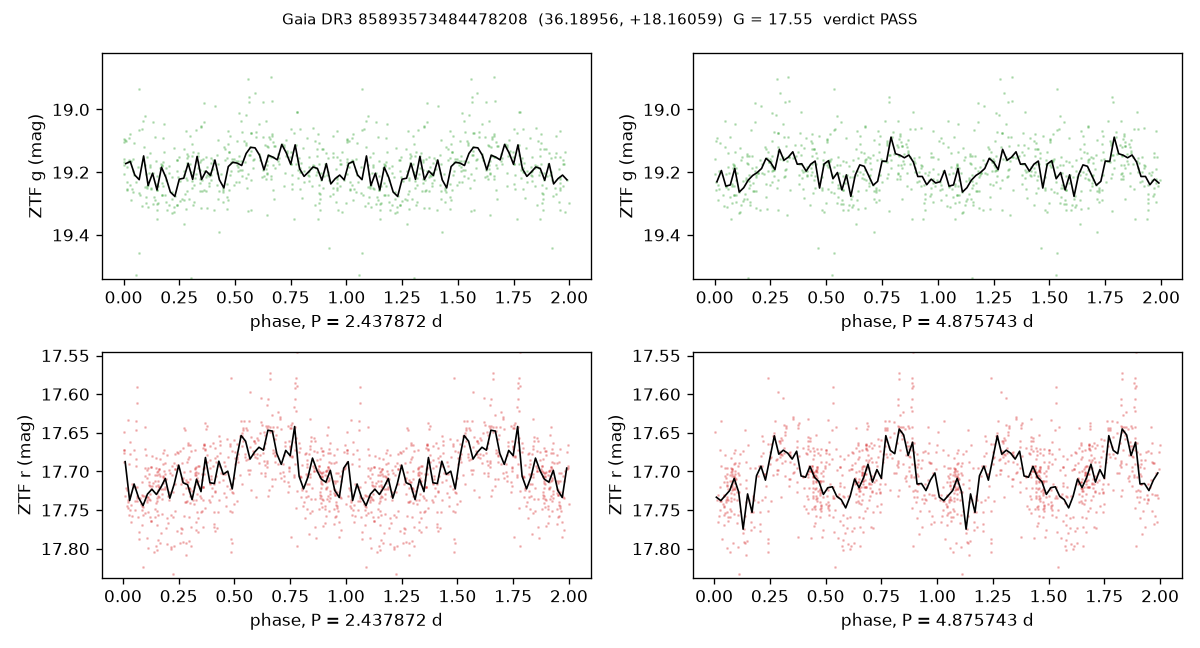 Gaia DR3 85893573484478208 (36.18956, +18.16059) G = 17.55 verdict PASS
ZTF g (mag)
19.0
19.2
19.4
0.00 0.25 0.50 0.75 1.00 1.25 1.50 1.75 2.00
phase, P = 2.437872 d
ZTF g (mag)
19.0
19.2
19.4
0.00 0.25 0.50 0.75 1.00 1.25 1.50 1.75 2.00
phase, P = 4.875743 d
ZTF r (mag)
17.55
17.60
17.65
17.70
17.75
17.80
0.00 0.25 0.50 0.75 1.00 1.25 1.50 1.75 2.00
phase, P = 2.437872 d
ZTF r (mag)
17.55
17.60
17.65
17.70
17.75
17.80
0.00 0.25 0.50 0.75 1.00 1.25 1.50 1.75 2.00
phase, P = 4.875743 d